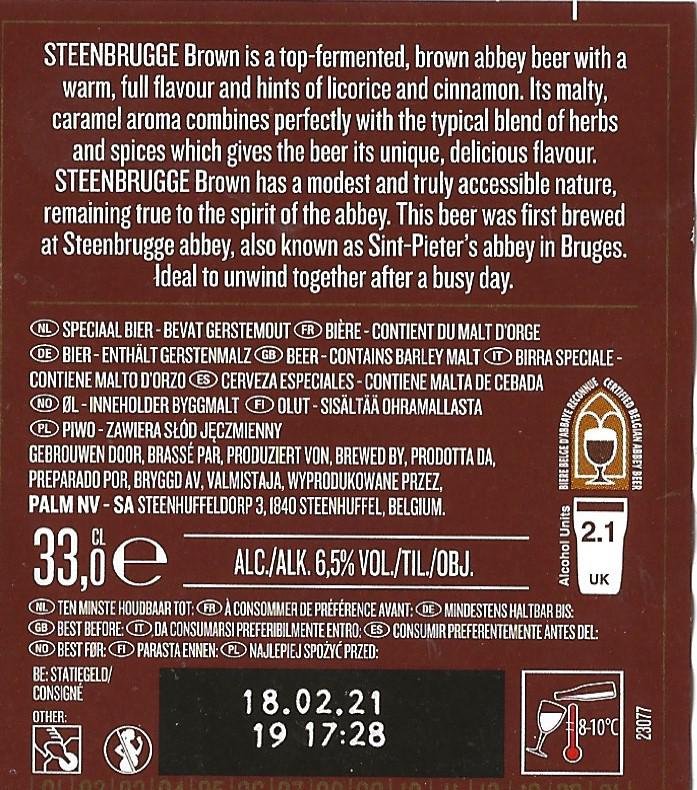 STEENBRUGGE Brown is a top-fermented, brown abbey beer with a
warm, full flavour and hints of licorice and cinnamon. Its malty,
caramel aroma combines perfectly with the typical blend of herbs
and spices which gives the beer its unique, delicious flavour.
STEENBRUGGE Brown has a modest and truly accessible nature,
remaining true to the spirit of the abbey. This beer was first brewed
at Steenbrugge abbey, also known as Sint-Pieter's abbey in Bruges.
Ideal to unwind together after a busy day.
NL SPECIAAL BIER - BEVAT GERSTEMOUT FR BIÈRE - CONTIENT DU MALT D'ORGE
DE BIER - ENTHÄLT GERSTENMALZ GB BEER - CONTAINS BARLEY MALT IT BIRRA SPECIALE -
CONTIENE MALTO D'ORZO ES CERVEZA ESPECIALES - CONTIENE MALTA DE CEBADA
NO ØL - INNEHOLDER BYGGMALT FI OLUT - SISÄLTÄÄ OHRAMALLASTA
PL PIWO - ZAWIERA SŁÓD JĘCZMIENNY
GEBROUWEN DOOR, BRASSÉ PAR, PRODUZIERT VON, BREWED BY, PRODOTTA DA,
PREPARADO POR, BRYGGD AV, VALMISTAJA, WYPRODUKOWANE PRZEZ,
PALM NV - SA STEENHUFFELDORP 3, 1840 STEENHUFFEL, BELGIUM.
BIÈRE BELGE D'ABBAYE RECONNUE CERTIFIED BELGIAN ABBEY BEER
33,0 CL e
ALC./ALK. 6,5% VOL./TIL./OBJ.
Alcohol Units
2.1
UK
NL TEN MINSTE HOUDBAAR TOT: FR À CONSOMMER DE PRÉFÉRENCE AVANT: DE MINDESTENS HALTBAR BIS:
GB BEST BEFORE: IT DA CONSUMARSI PREFERIBILMENTE ENTRO: ES CONSUMIR PREFERENTEMENTE ANTES DEL:
NO BEST FØR: FI PARASTA ENNEN: PL NAJLEPIEJ SPOŻYĆ PRZED:
BE: STATIEGELD/
CONSIGNÉ
OTHER:
18.02.21
19 17:28
8-10°C
23077